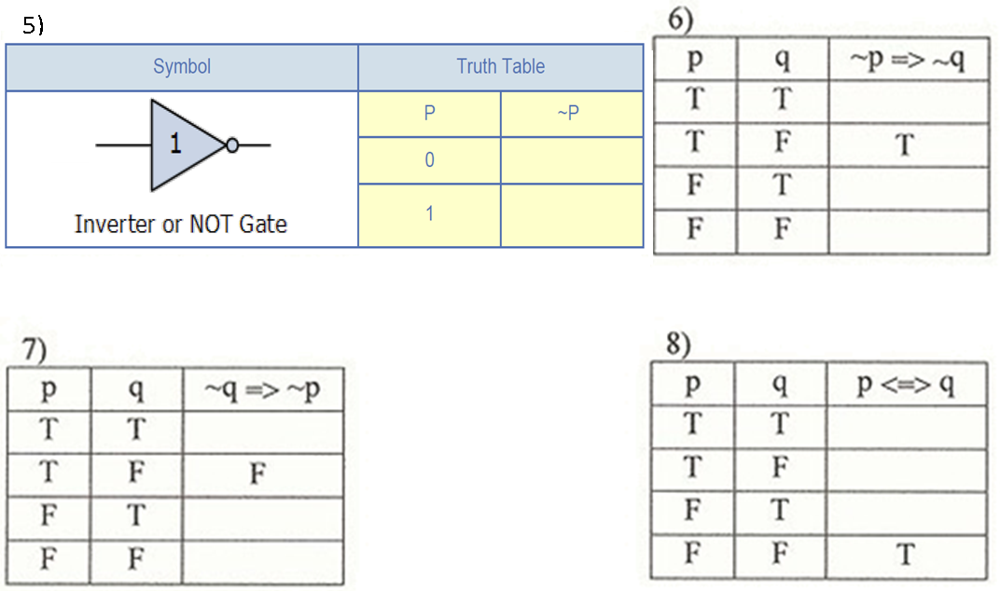 5)
Symbol Truth Table
P ~P
1
0
1
Inverter or NOT Gate
6)
p q ~p => ~q
T T
T F T
F T
F F
7)
p q ~q => ~p
T T
T F F
F T
F F
8)
p q p <=> q
T T
T F
F T
F F T